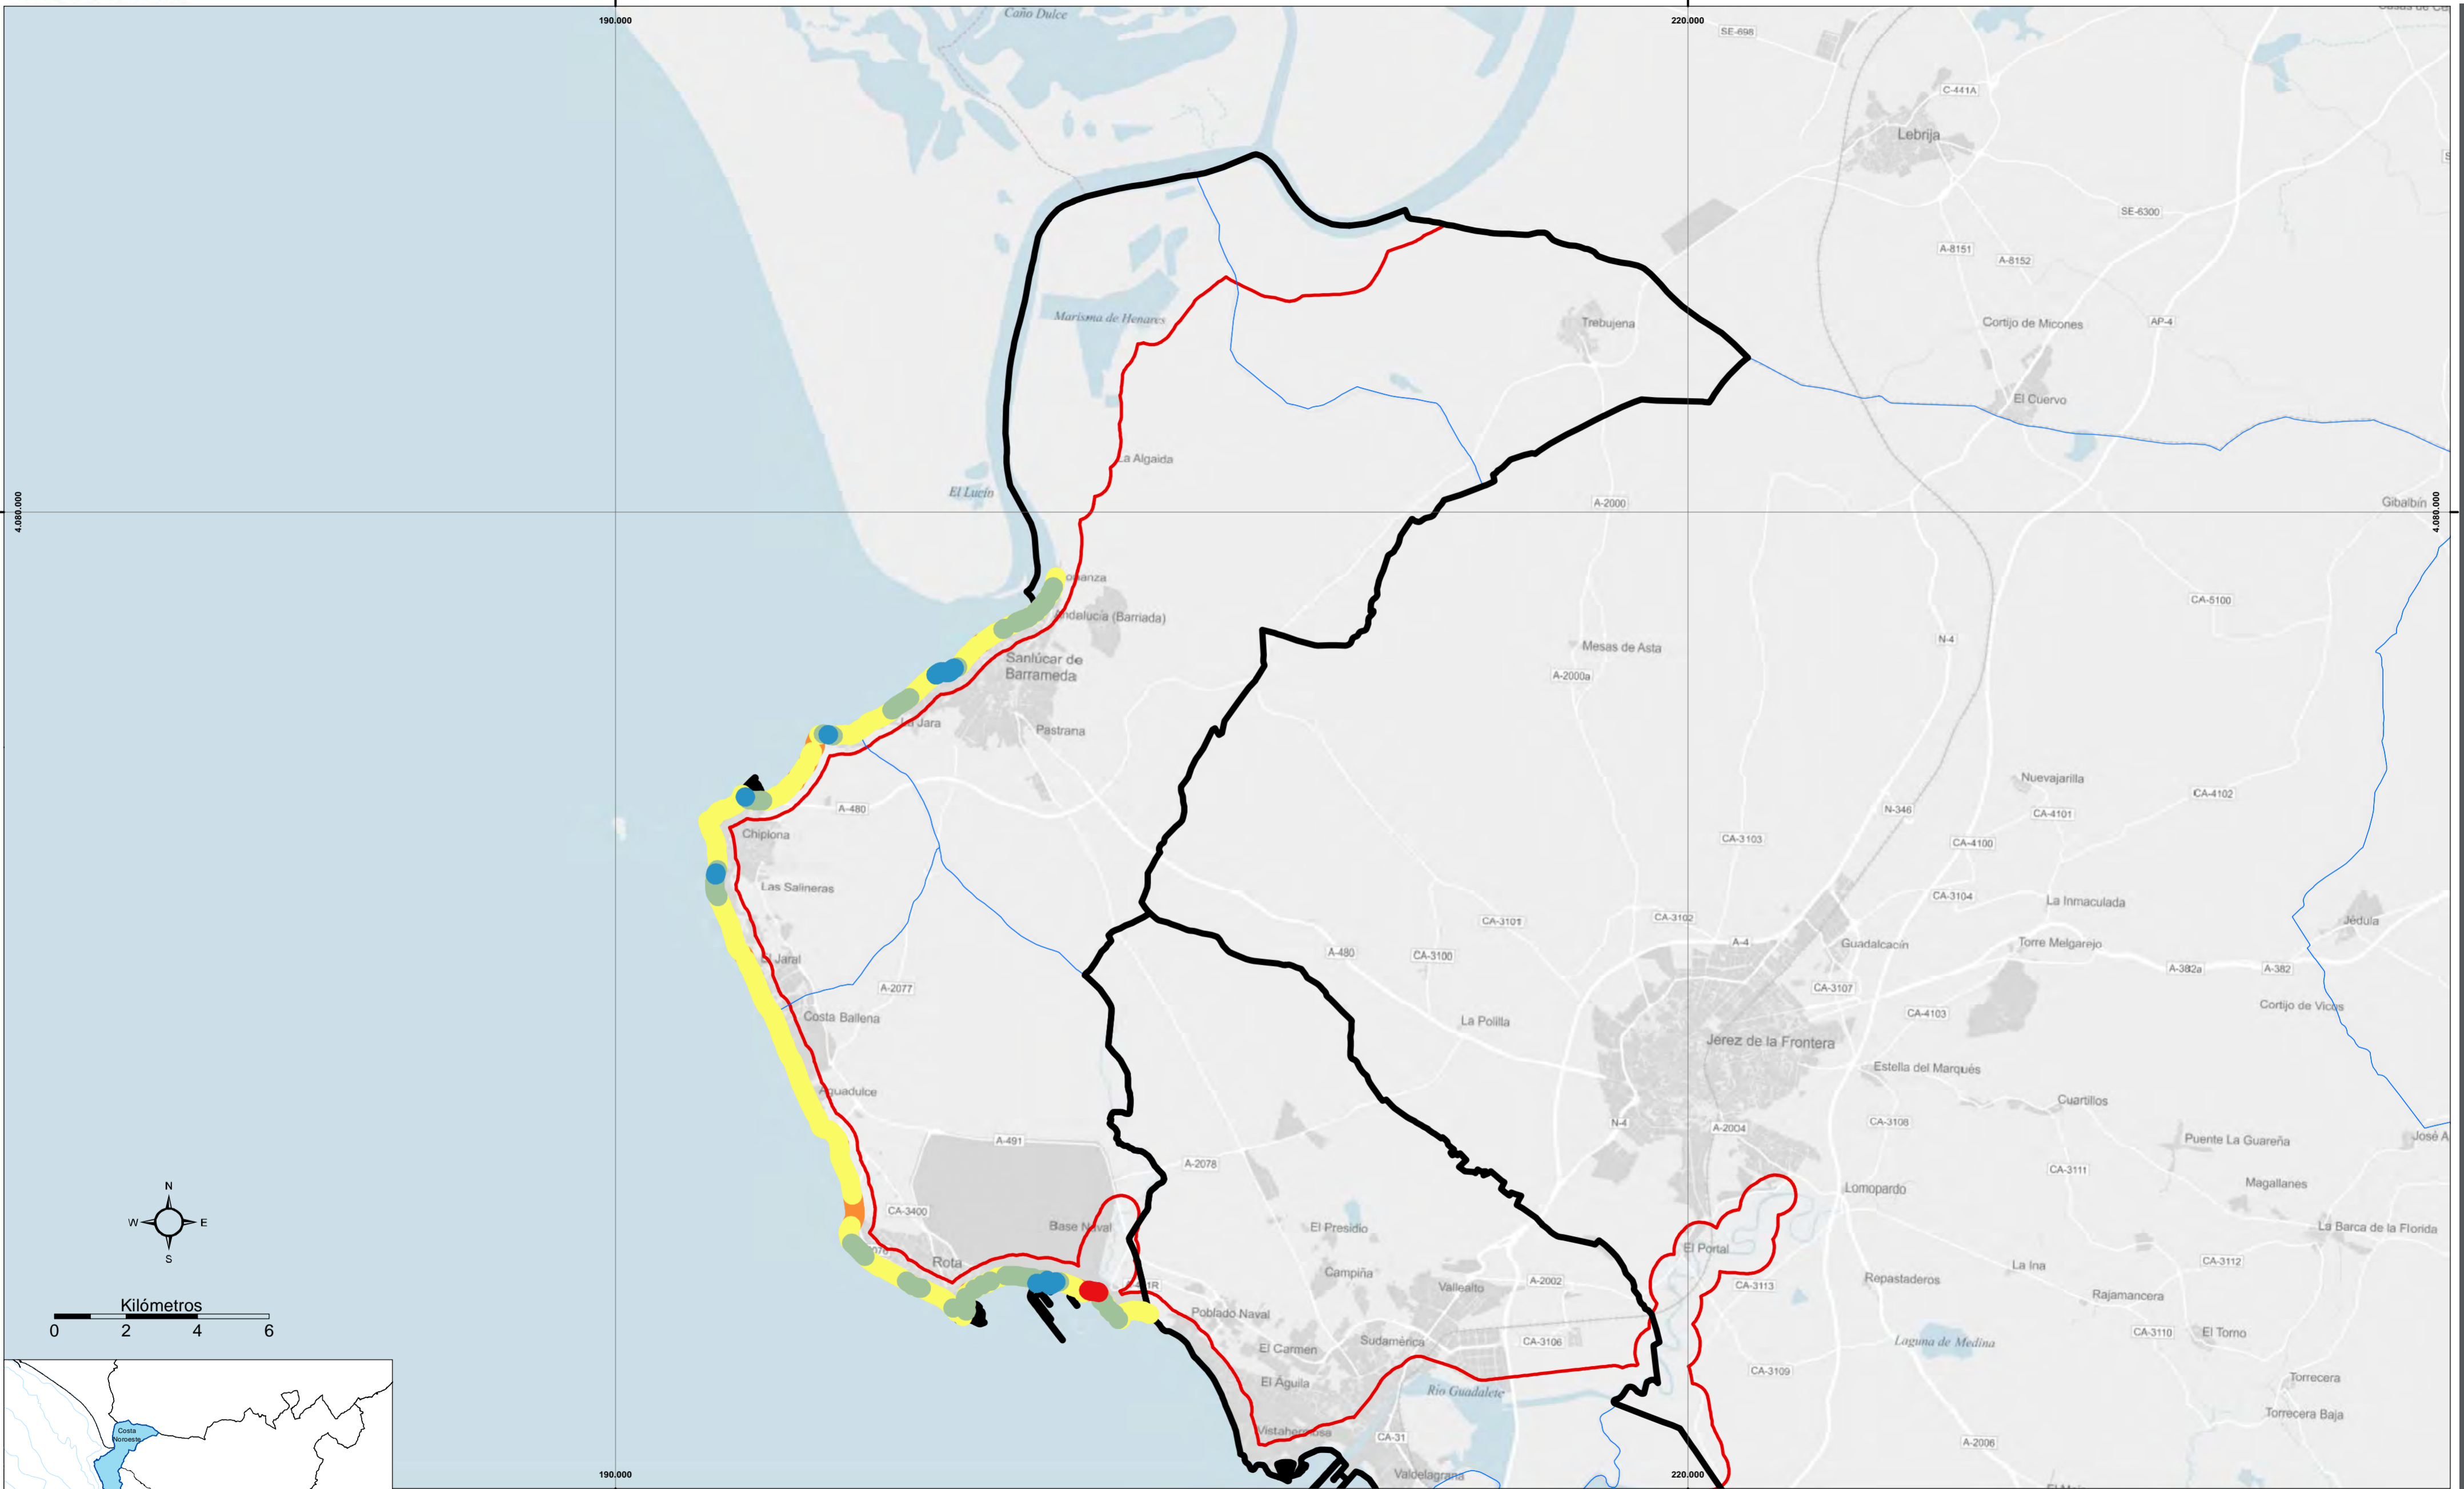 190.000
220.000
Caño Dulce
SE-698
C-441A
Lebrija
SE-6300
A-8151
A-8152
Marisma de Henares
Trebujena
Cortijo de Micones
AP-4
El Cuervo
La Algaida
El Lucín
4.080.000
A-2000
Gibalbín
4.080.000
onanza
Andalucía (Barriada)
CA-5100
N-4
Sanlúcar de
Barrameda
Mesas de Asta
A-2000a
La Jara
Pastrana
Nuevajarilla
CA-4102
A-480
N-346
CA-4101
Chipiona
CA-3103
CA-4100
Las Salineras
CA-3104
La Inmaculada
CA-3101
CA-3102
Jédula
A-4
Guadalcacín
Torre Melgarejo
A-480
CA-3100
El Jaral
A-382a
A-382
A-2077
CA-3107
Cortijo de Vicos
Costa Ballena
CA-4103
La Polilla
Jerez de la Frontera
Estella del Marqués
Aguadulce
Cuartillos
N-4
CA-3108
A-2004
A-491
Puente La Guareña
José A
A-2078
CA-3111
Magallanes
Lomopardo
N
W
E
S
CA-3400
Base Naval
El Presidio
La Barca de la Florida
El Portal
Rota
CA-3112
La Ina
Campiña
Vallealto
A-2002
CA-3113
Repastaderos
Rajamancera
Kilómetros
0
2
4
6
Poblado Naval
Sudamérica
CA-3106
Laguna de Medina
CA-3110
El Torno
El Carmen
CA-3109
El Águila
Río Guadalete
Torrecera
Torrecera Baja
Costa
Noroeste
Vistahermosa
CA-31
A-2006
190.000
Valdelagrana
220.000